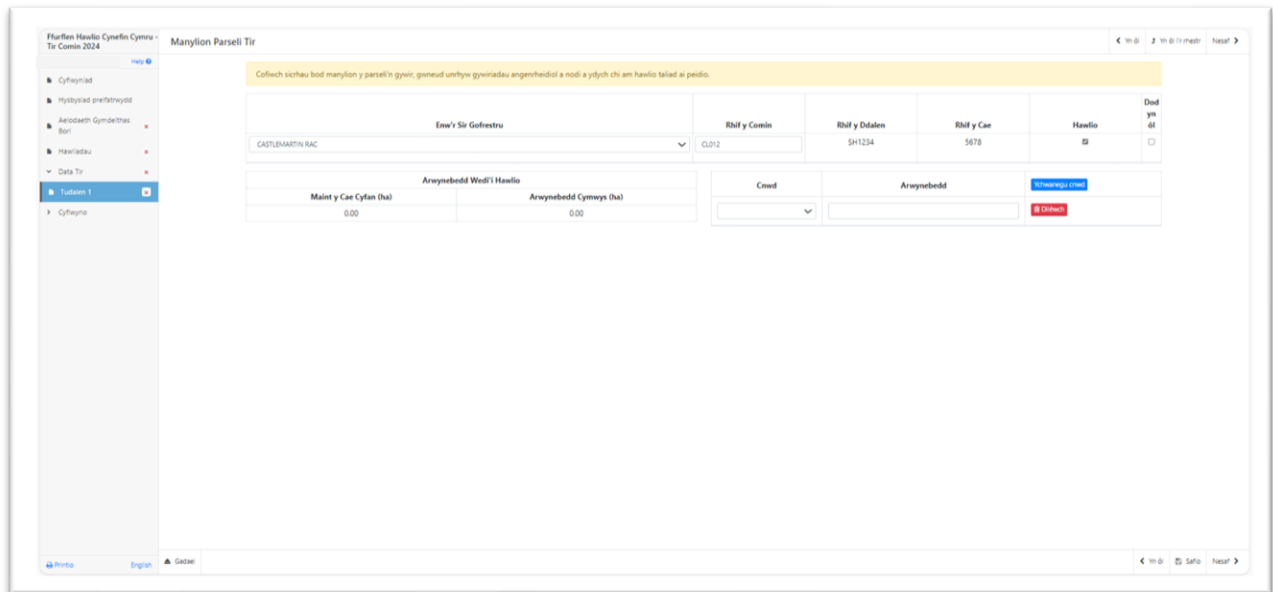 Ffurflen Hawlio Cynefin Cymru -
Tir Comin 2024
Help
Cyflwyniad
Hysbysiad preifatrwydd
Aelodaeth Gymdeithas
Bori
Hawliadau
Data Tir
Tudalen 1
Cyflwyno
Printio
English
Manylion Parseli Tir
Yn ôl
Yn ôl i'r meistr
Nesaf
Cofiwch sicrhau bod manylion y parseli'n gywir, gwneud unrhyw gywiriadau angenrheidiol a nodi a ydych chi am hawlio taliad ai peidio.
Enw'r Sir Gofrestru
Rhif y Comin
Rhif y Ddalen
Rhif y Cae
Hawlio
Dod
yn
ôl
CASTLEMARTIN RAC
CL012
SH1234
5678
Arwynebedd Wedi'i Hawlio
Maint y Cae Cyfan (ha)
Arwynebedd Cymwys (ha)
0.00
0.00
Cnwd
Arwynebedd
Ychwanegu cnwd
Dilëwch
Gadael
Yn ôl
Safio
Nesaf